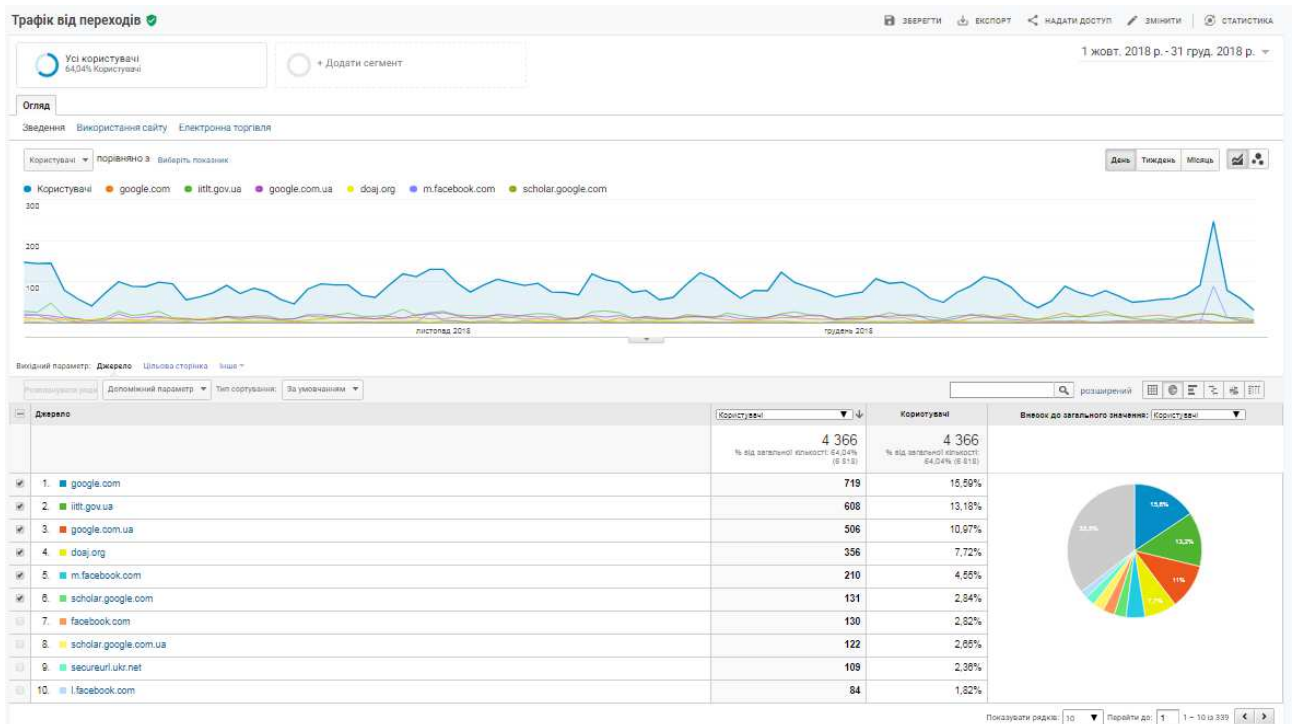 Трафік від переходів
ЗБЕРЕГТИ ЕКСПОРТ НАДАТИ ДОСТУП ЗМІНИТИ СТАТИСТИКА
Усі користувачі
64,04% Користувачі
+ Додати сегмент
1 жовт. 2018 р. - 31 груд. 2018 р.
Огляд
Зведення Використання сайту Електронна торгівля
Користувачі порівняно з Виберіть показник
День Тиждень Місяць
Користувачі google.com iitlt.gov.ua google.com.ua doaj.org m.facebook.com scholar.google.com
300
200
100
листопад 2018 грудень 2018
Вихідний параметр: Джерело Цільова сторінка Інше
Допоміжний параметр Тип сортування: За умовчанням
розширений
Джерело Користувачі Користувачі Внесок до загального значення: Користувачі
4 366 4 366
% від загальної кількості: 64,04% % від загальної кількості:
(6 818) 64,04% (6 818)
1. google.com 719 15,59%
2. iitlt.gov.ua 608 13,18%
3. google.com.ua 506 10,97%
4. doaj.org 356 7,72%
5. m.facebook.com 210 4,55%
6. scholar.google.com 131 2,84%
7. facebook.com 130 2,82%
8. scholar.google.com.ua 122 2,65%
9. secureurl.ukr.net 109 2,36%
10. l.facebook.com 84 1,82%
13,2%
11%
Показувати рядків: 10 Перейти до: 1 1 – 10 із 339